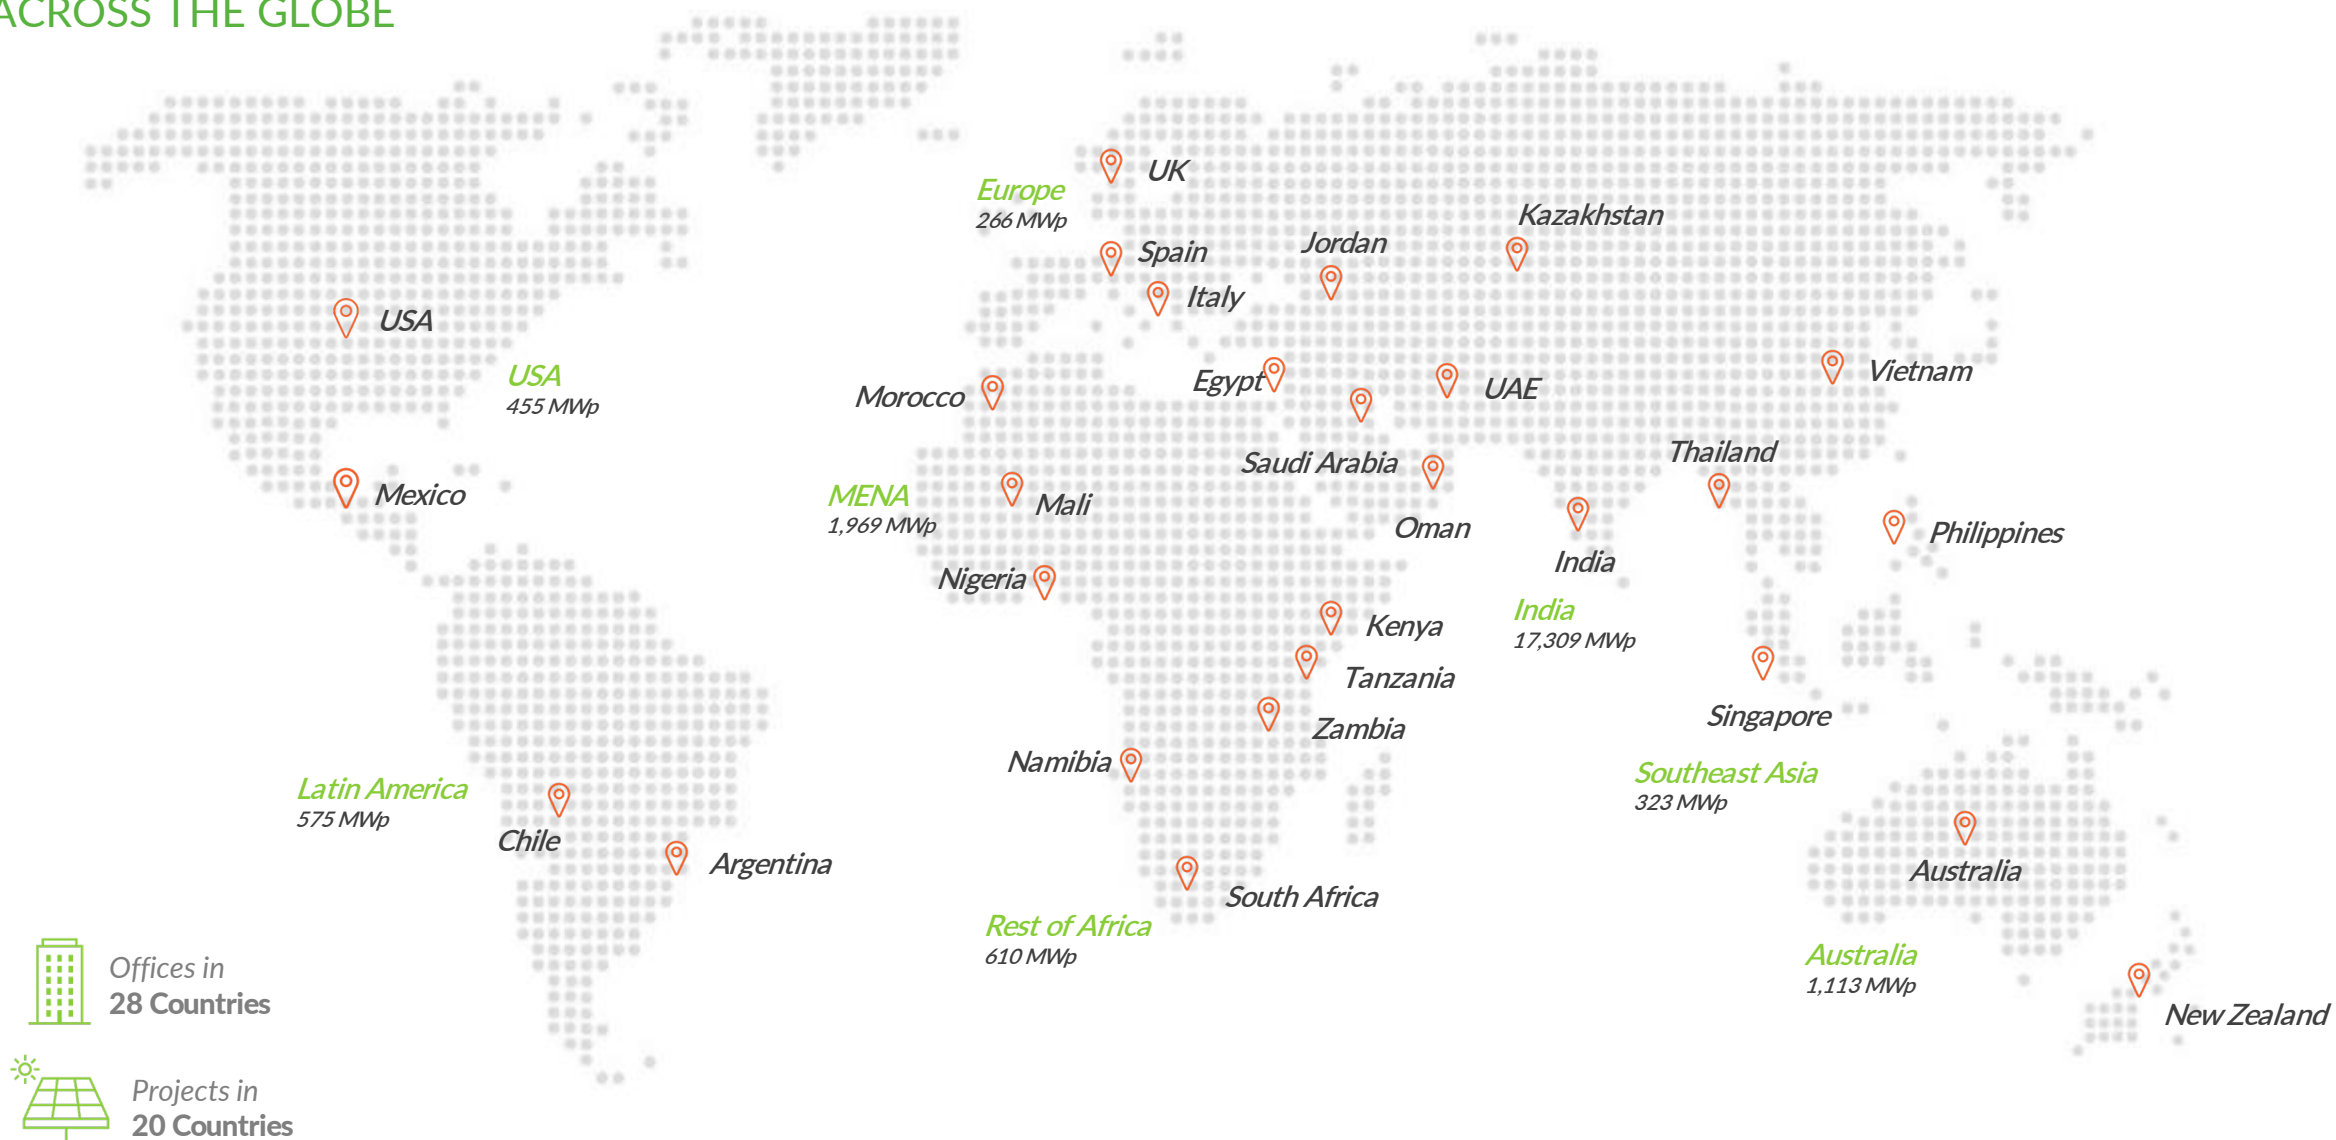 ACROSS THE GLOBE
UK
Europe
266 MWp
Kazakhstan
Jordan
Spain
Italy
USA
USA
455 MWp
Morocco
Egypt
UAE
Vietnam
Saudi Arabia
Thailand
Mexico
MENA
1,969 MWp
Mali
Oman
India
Philippines
Nigeria
India
17,309 MWp
Kenya
Tanzania
Zambia
Singapore
Namibia
Southeast Asia
323 MWp
Latin America
575 MWp
Chile
Argentina
South Africa
Australia
Rest of Africa
610 MWp
Australia
1,113 MWp
New Zealand
Offices in
28 Countries
Projects in
20 Countries